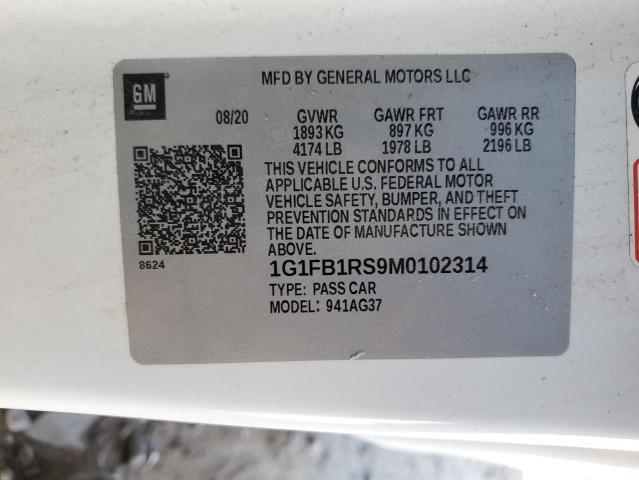 GM
MFD BY GENERAL MOTORS LLC
08/20 GVWR GAWR FRT GAWR RR
1893 KG 897 KG 996 KG
4174 LB 1978 LB 2196 LB
THIS VEHICLE CONFORMS TO ALL
APPLICABLE U.S. FEDERAL MOTOR
VEHICLE SAFETY, BUMPER, AND THEFT
PREVENTION STANDARDS IN EFFECT ON
THE DATE OF MANUFACTURE SHOWN
ABOVE.
8624
1G1FB1RS9M0102314
TYPE: PASS CAR
MODEL: 941AG37